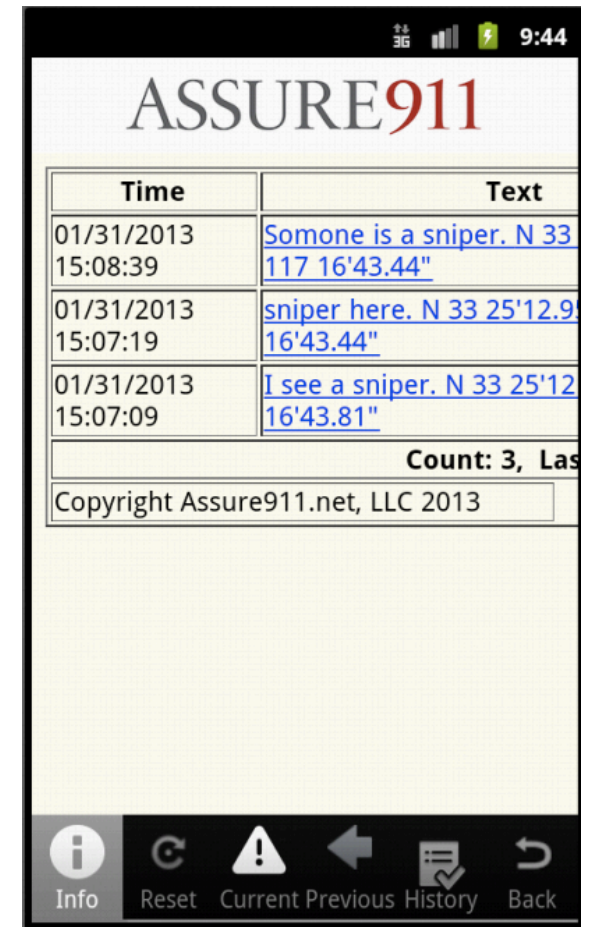 3G 9:44
ASSURE911
Time Text
01/31/2013 Somone is a sniper. N 33
15:08:39 117 16'43.44"
01/31/2013 sniper here. N 33 25'12.9
15:07:19 16'43.44"
01/31/2013 I see a sniper. N 33 25'12
15:07:09 16'43.81"
Count: 3, Las
Copyright Assure911.net, LLC 2013
Info Reset Current Previous History Back